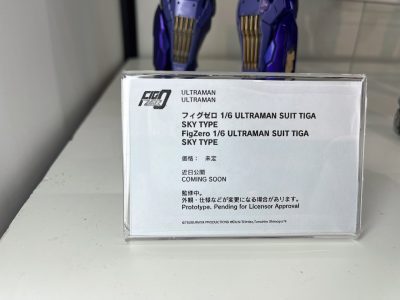 FIG
ZERO
ULTRAMAN
ULTRAMAN
フィグゼロ 1/6 ULTRAMAN SUIT TIGA
SKY TYPE
FigZero 1/6 ULTRAMAN SUIT TIGA
SKY TYPE
価格： 未定
近日公開
COMING SOON
監修中。
外観・仕様などが変更になる場合があります。
Prototype. Pending for Licensor Approval